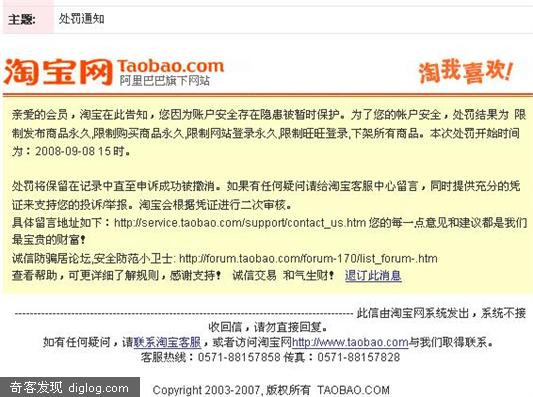 主题: 处罚通知
淘宝网 Taobao.com
阿里巴巴旗下网站
淘我喜欢!
亲爱的会员，淘宝在此告知，您因为账户安全存在隐患被暂时保护。为了您的帐户安全，处罚结果为 限
制发布商品永久,限制购买商品永久,限制网站登录永久,限制旺旺登录,下架所有商品。本次处罚开始时间
为：2008-09-08 15 时。
处罚将保留在记录中直至申诉成功被撤消。如果有任何疑问请给淘宝客服中心留言，同时提供充分的凭
证来支持您的投诉/举报。淘宝会根据凭证进行二次审核。
具体留言地址如下：http://service.taobao.com/support/contact_us.htm 您的每一点意见和建议都是我们
最宝贵的财富！
诚信防骗居论坛,安全防范小卫士: http://forum.taobao.com/forum-170/list_forum-.htm
查看帮助，可更详细了解规则，感谢支持！ 诚信交易 和气生财！ 退订此消息
-------------------------------------------------------------------------------- 此信由淘宝网系统发出，系统不接
收回信，请勿直接回复。
如有任何疑问，请联系淘宝客服，或者访问淘宝网http://www.taobao.com与我们取得联系。
客服热线：0571-88157858 传真：0571-88157828
奇客发现 diglog.com
Copyright 2003-2007, 版权所有 TAOBAO.COM